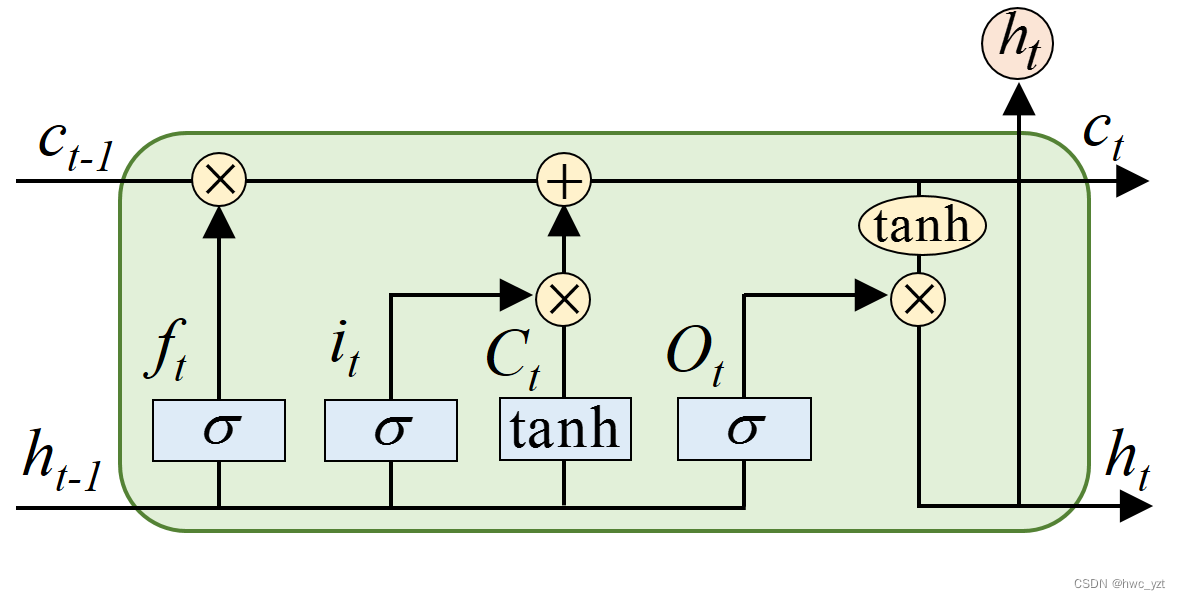 h_t
c_{t-1}
c_t
×
+
tanh
×
×
f_t
i_t
C_t
O_t
σ
σ
tanh
σ
h_{t-1}
h_t
CSDN @hwc_yzt